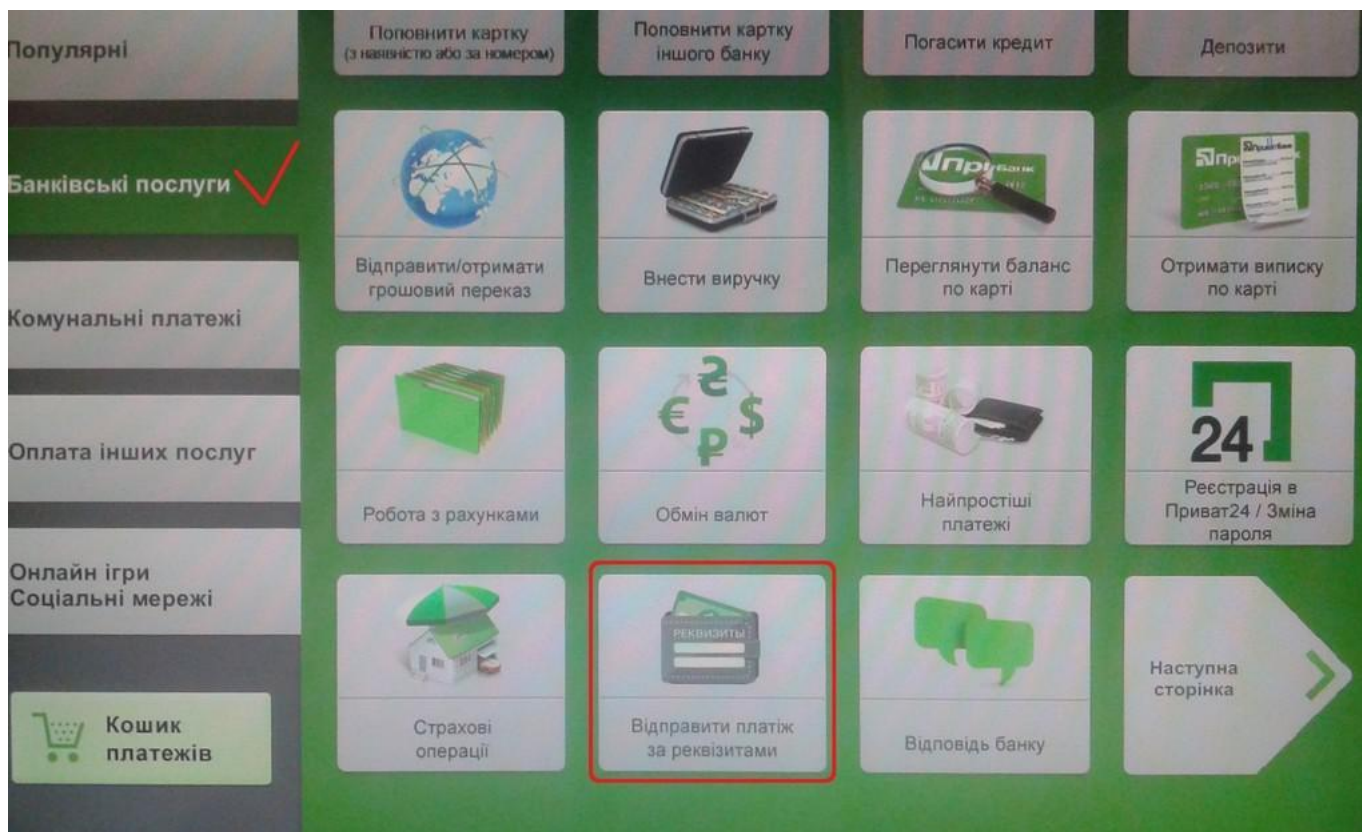 Популярні
Банківські послуги
Комунальні платежі
Оплата інших послуг
Онлайн ігри
Соціальні мережі
Кошик
платежів
Поповнити картку
(з наявністю або за номером)
Поповнити картку
іншого банку
Погасити кредит
Депозити
Відправити/отримати
грошовий переказ
Внести виручку
Переглянути баланс
по карті
Отримати виписку
по карті
Робота з рахунками
Обмін валют
Найпростіші
платежі
24
Реєстрація в
Приват24 / Зміна
пароля
Страхові
операції
РЕКВИЗИТЫ
Відправити платіж
за реквізитами
Відповідь банку
Наступна
сторінка